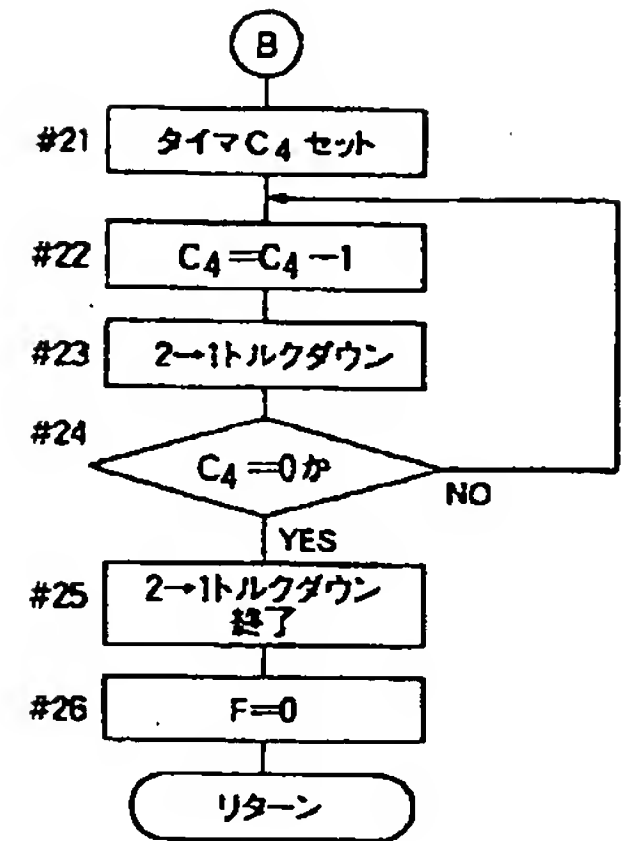 B
#21 タイマC4セット
#22 C4=C4-1
#23 2→1トルクダウン
#24
C4=0か
NO
YES
#25 2→1トルクダウン
終了
#26 F=0
リターン